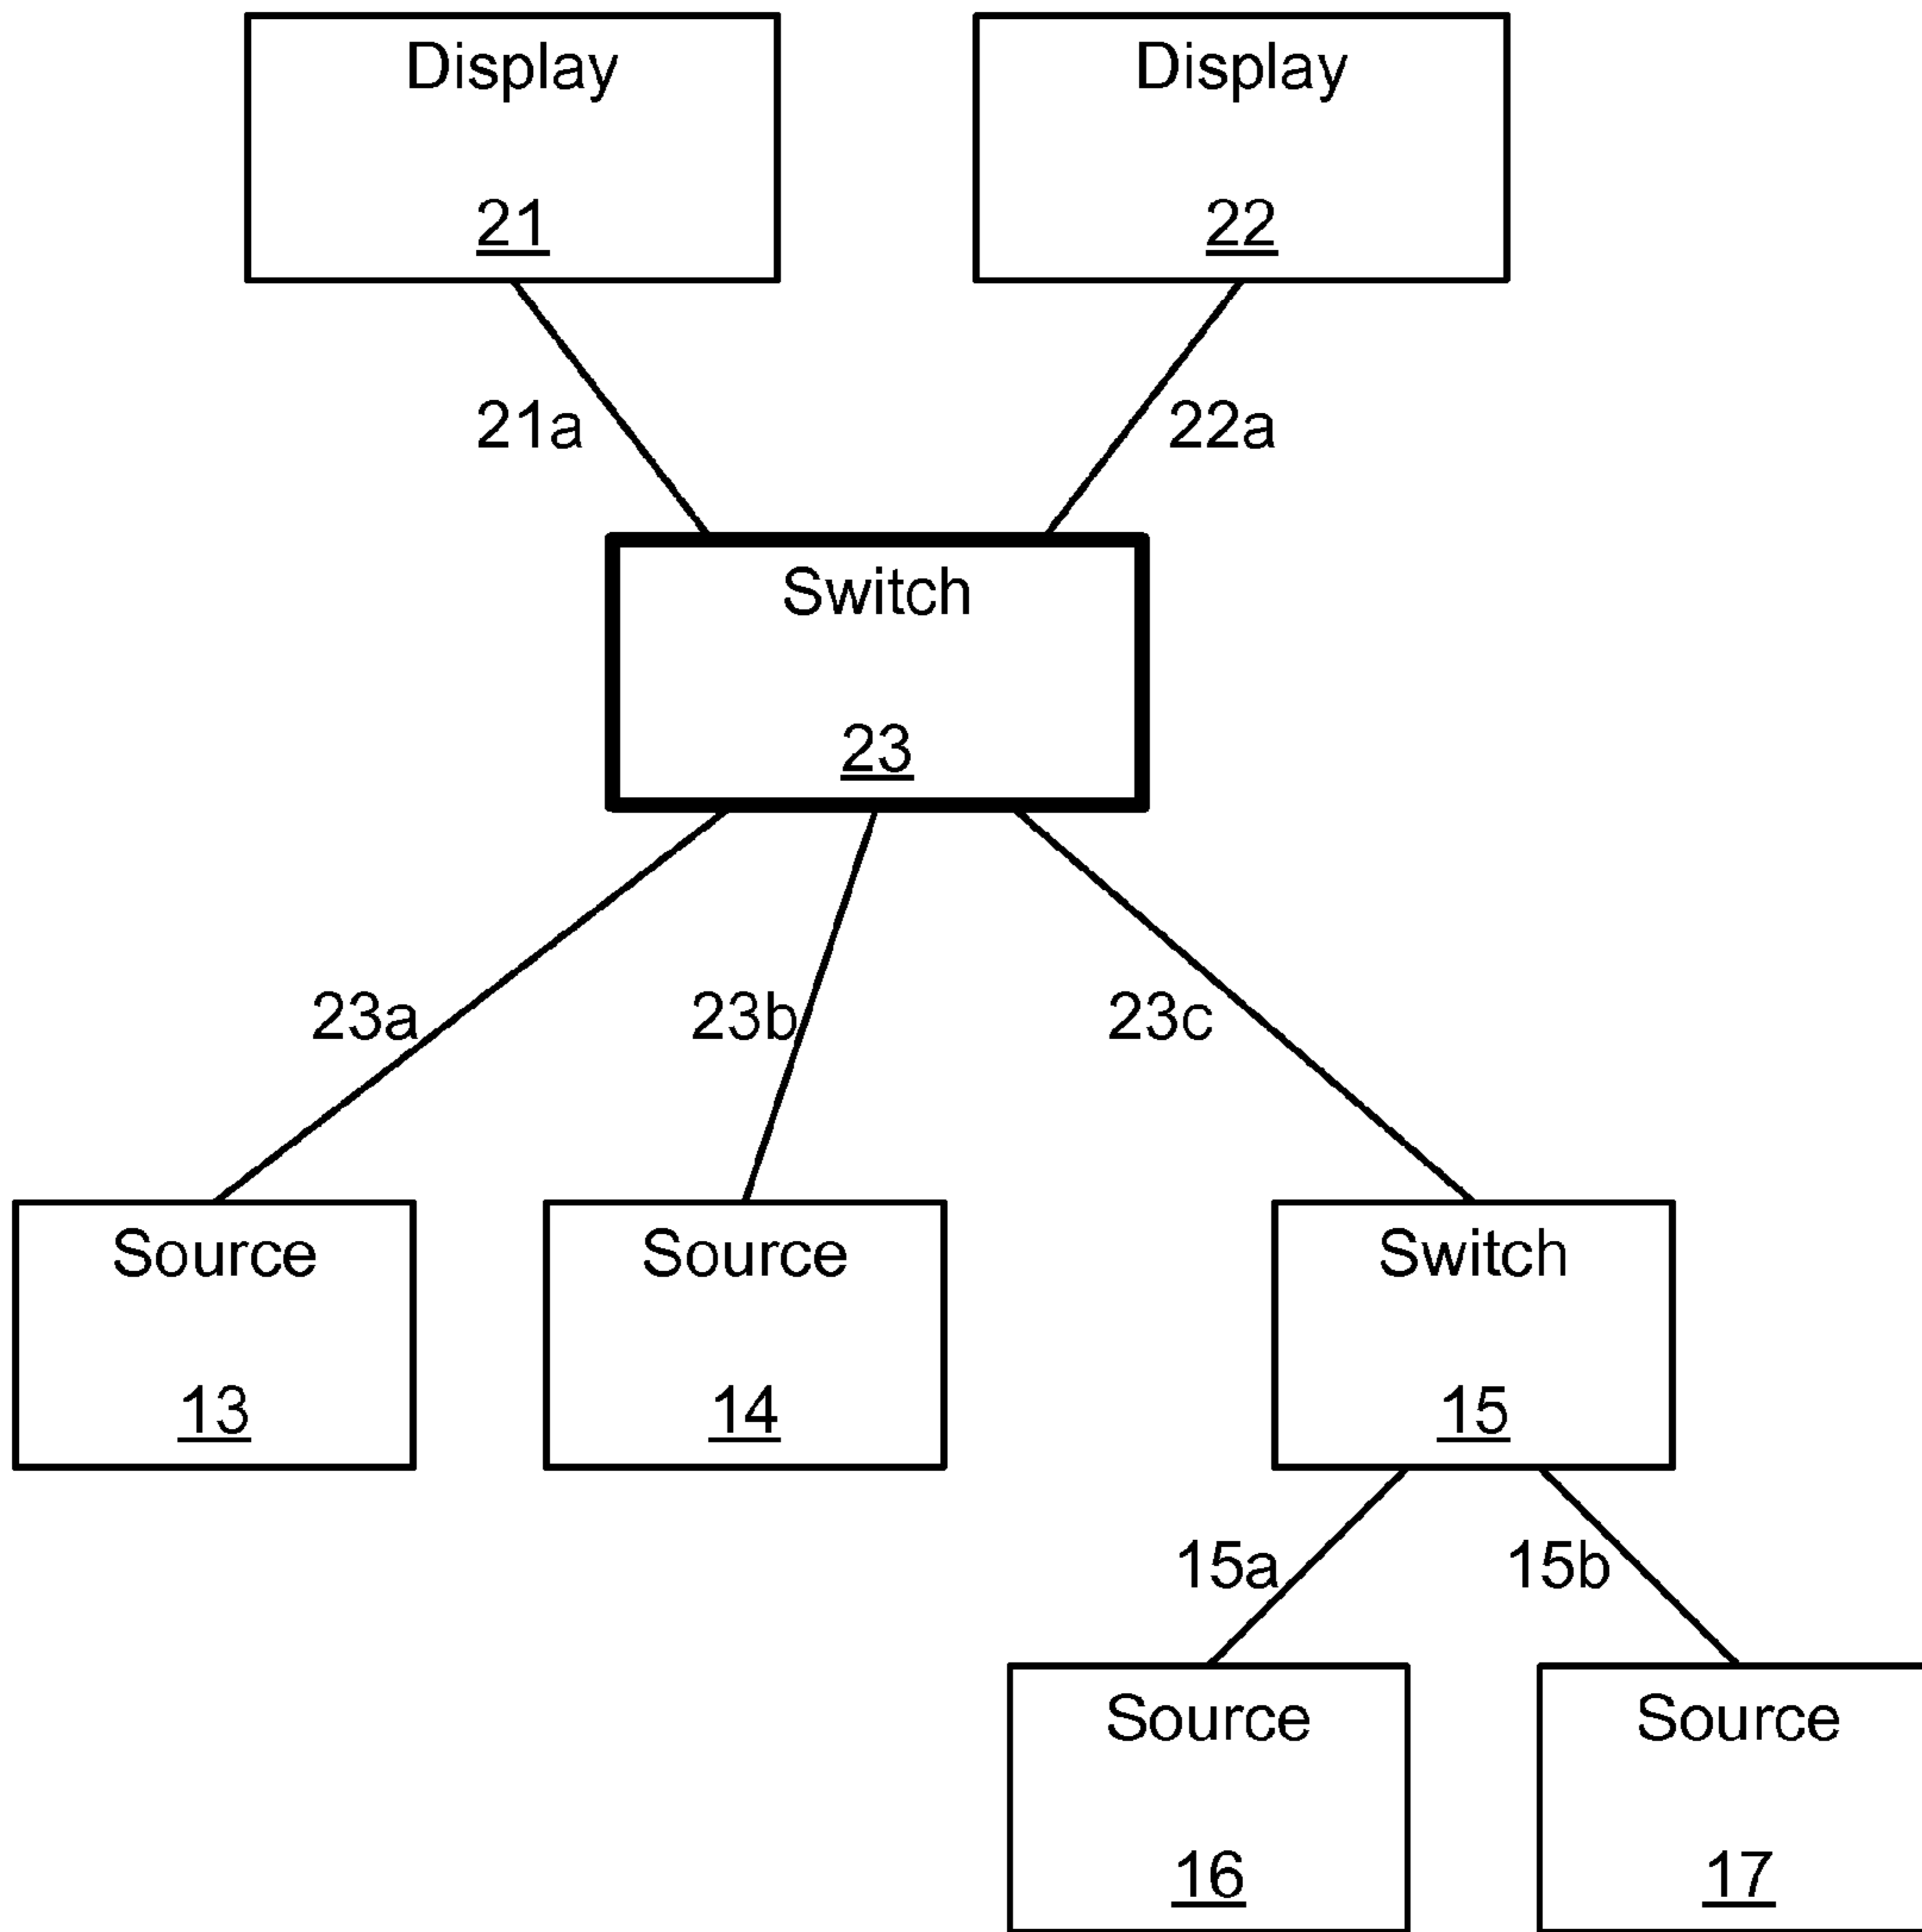 Display
21
Display
22
21a
22a
Switch
23
23a
23b
23c
Source
13
Source
14
Switch
15
15a
15b
Source
16
Source
17